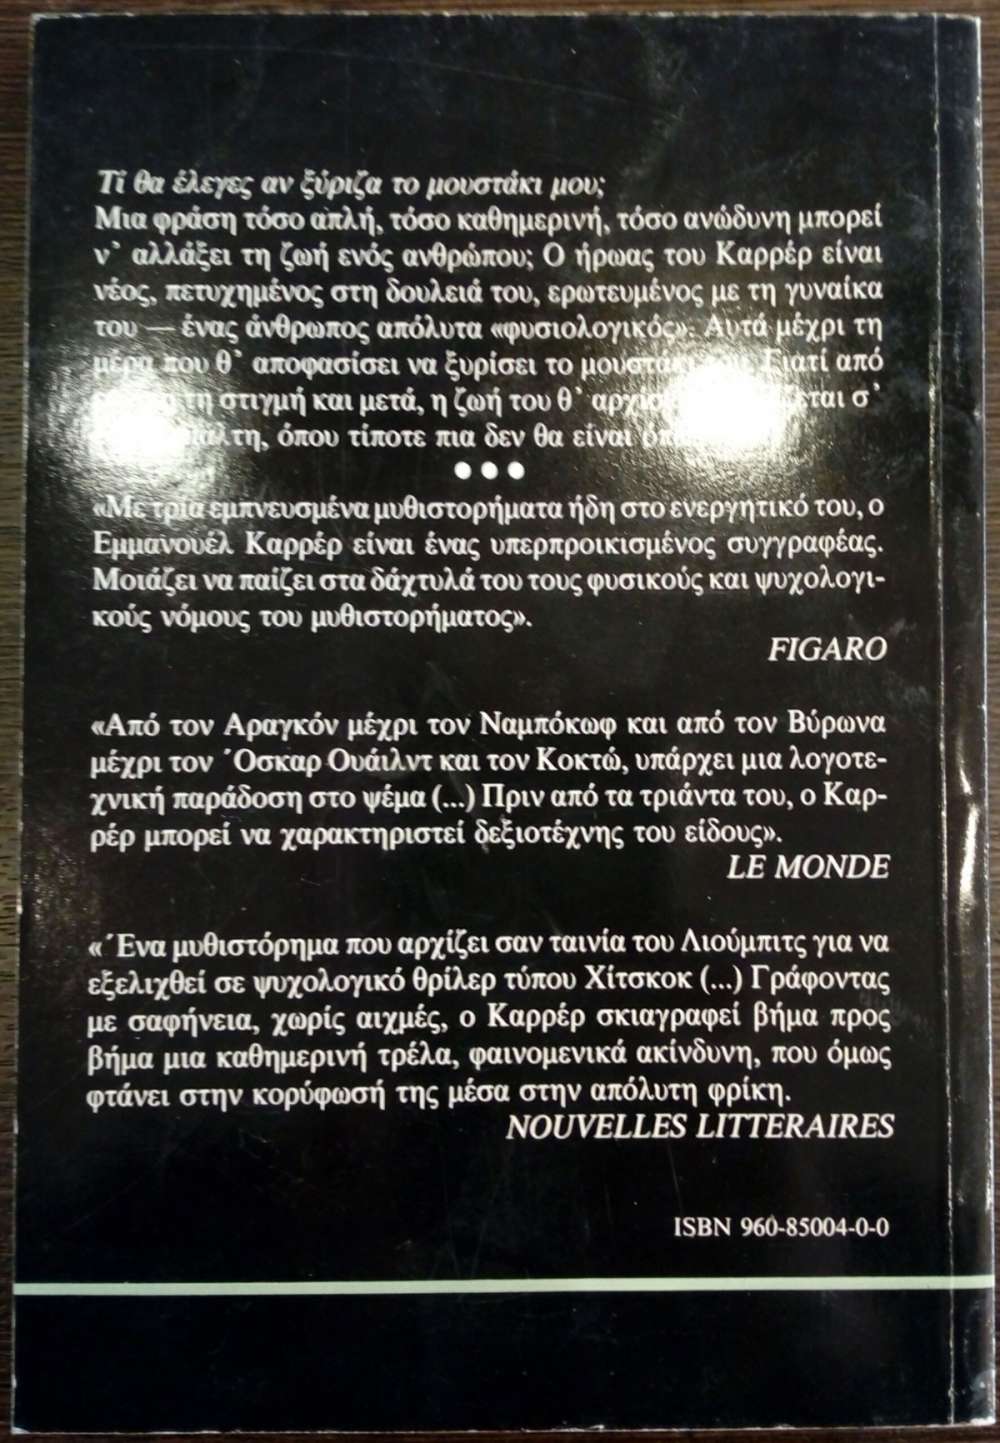 Τί θα έλεγες αν ξύριζα το μουστάκι μου;
Μια φράση τόσο απλή, τόσο καθημερινή, τόσο ανώδυνη μπορεί
ν᾽ αλλάξει τη ζωή ενός ανθρώπου; Ο ήρωας του Καρρέρ είναι
νέος, πετυχημένος στη δουλειά του, ερωτευμένος με τη γυναίκα
του — ένας άνθρωπος απόλυτα «φυσιολογικός». Αυτά μέχρι τη
μέρα που θ᾽ αποφασίσει να ξυρίσει το μουστάκι του. Γιατί από
τη στιγμή και μετά, η ζωή του θ᾽ σ᾽
όπου τίποτε πια δεν θα είναι
●●●
«Με τρία εμπνευσμένα μυθιστορήματα ήδη στο ενεργητικό του, ο
Εμμανουέλ Καρρέρ είναι ένας υπερπροικισμένος συγγραφέας.
Μοιάζει να παίζει στα δάχτυλά του τους φυσικούς και ψυχολογι-
κούς νόμους του μυθιστορήματος».
FIGARO
«Από τον Αραγκόν μέχρι τον Ναμπόκωφ και από τον Βύρωνα
μέχρι τον ΄Οσκαρ Ουάιλντ και τον Κοκτώ, υπάρχει μια λογοτε-
χνική παράδοση στο ψέμα (...) Πριν από τα τριάντα του, ο Καρ-
ρέρ μπορεί να χαρακτηριστεί δεξιοτέχνης του είδους».
LE MONDE
«΄Ενα μυθιστόρημα που αρχίζει σαν ταινία του Λιούμπιτς για να
εξελιχθεί σε ψυχολογικό θρίλερ τύπου Χίτσκοκ (...) Γράφοντας
με σαφήνεια, χωρίς αιχμές, ο Καρρέρ σκιαγραφεί βήμα προς
βήμα μια καθημερινή τρέλα, φαινομενικά ακίνδυνη, που όμως
φτάνει στην κορύφωσή της μέσα στην απόλυτη φρίκη.
NOUVELLES LITTERAIRES
ISBN 960-85004-0-0